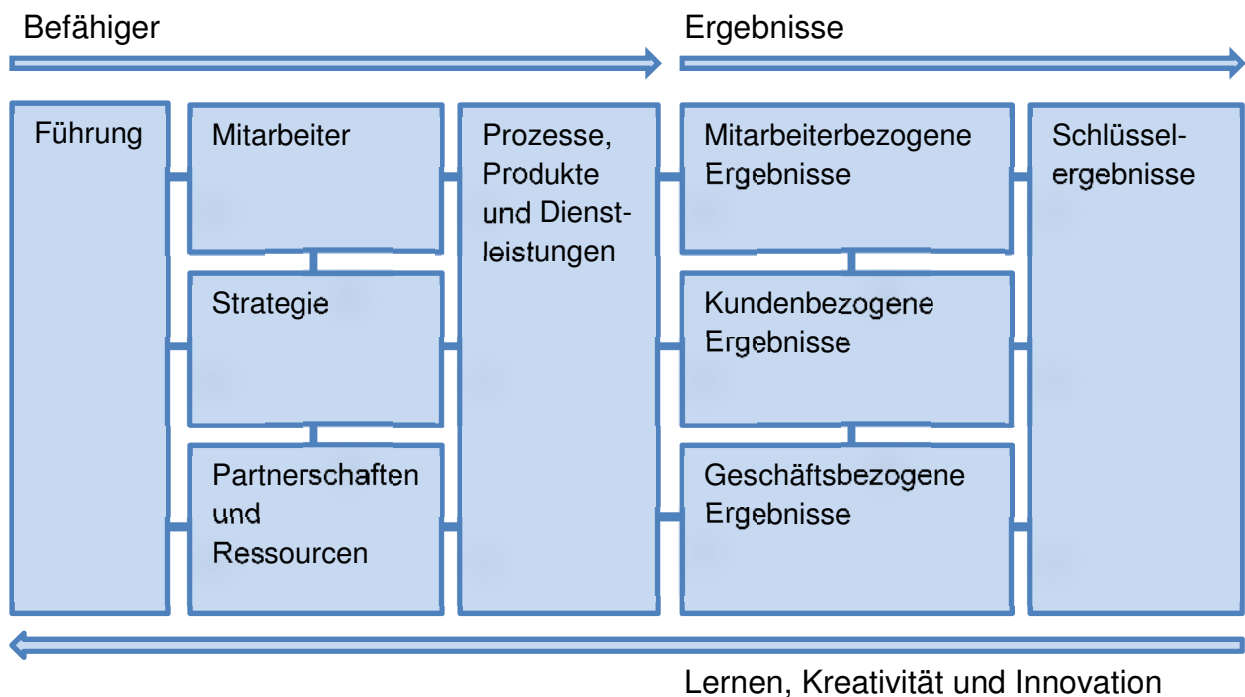 Befähiger
Ergebnisse
Führung
Mitarbeiter
Strategie
Partnerschaften
und
Ressourcen
Prozesse,
Produkte
und Dienst-
leistungen
Mitarbeiterbezogene
Ergebnisse
Kundenbezogene
Ergebnisse
Geschäftsbezogene
Ergebnisse
Schlüssel-
ergebnisse
Lernen, Kreativität und Innovation